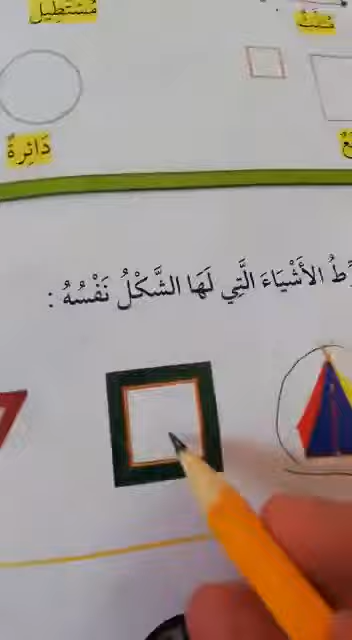 مُسْتَطِيلٌ
مُثَلَّثٌ
دَائِرَةٌ
الأَشْيَاءَ الَّتِي لَهَا الشَّكْلُ نَفْسُهُ :